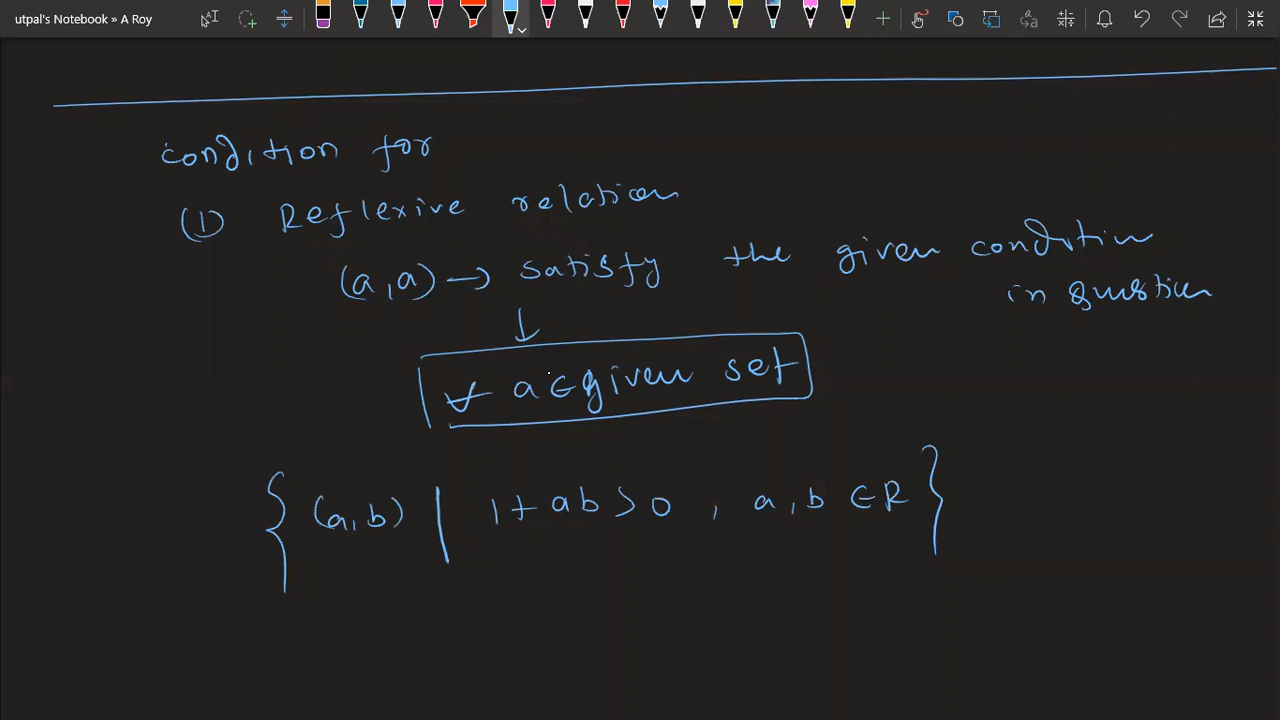 utpal's Notebook » A Roy
condition for
(1) Reflexive relation
(a,a) → satisfy the given condition
in question
↓
∀ a ∈ given set
{ (a,b) | 1+ab > 0 , a,b ∈ R }